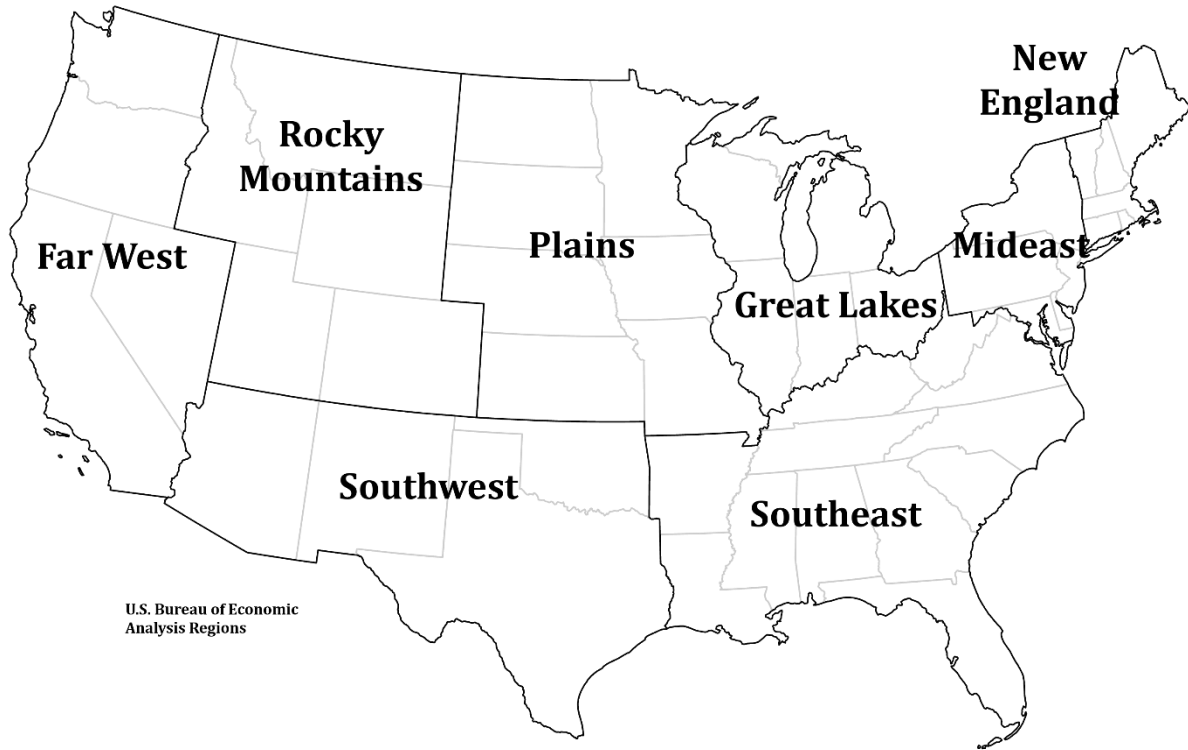 New
England
Rocky
Mountains
Far West
Plains
Mideast
Great Lakes
Southwest
Southeast
U.S. Bureau of Economic
Analysis Regions